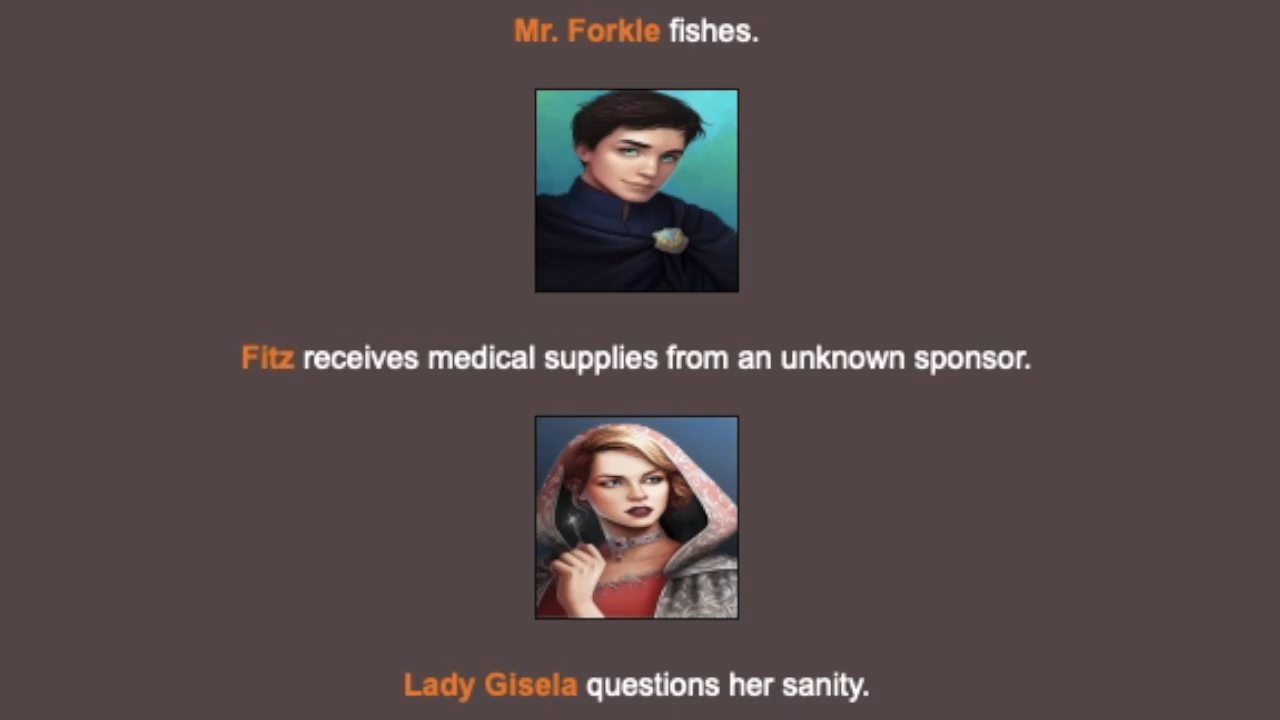 Mr. Forkle fishes.
Fitz receives medical supplies from an unknown sponsor.
Lady Gisela questions her sanity.